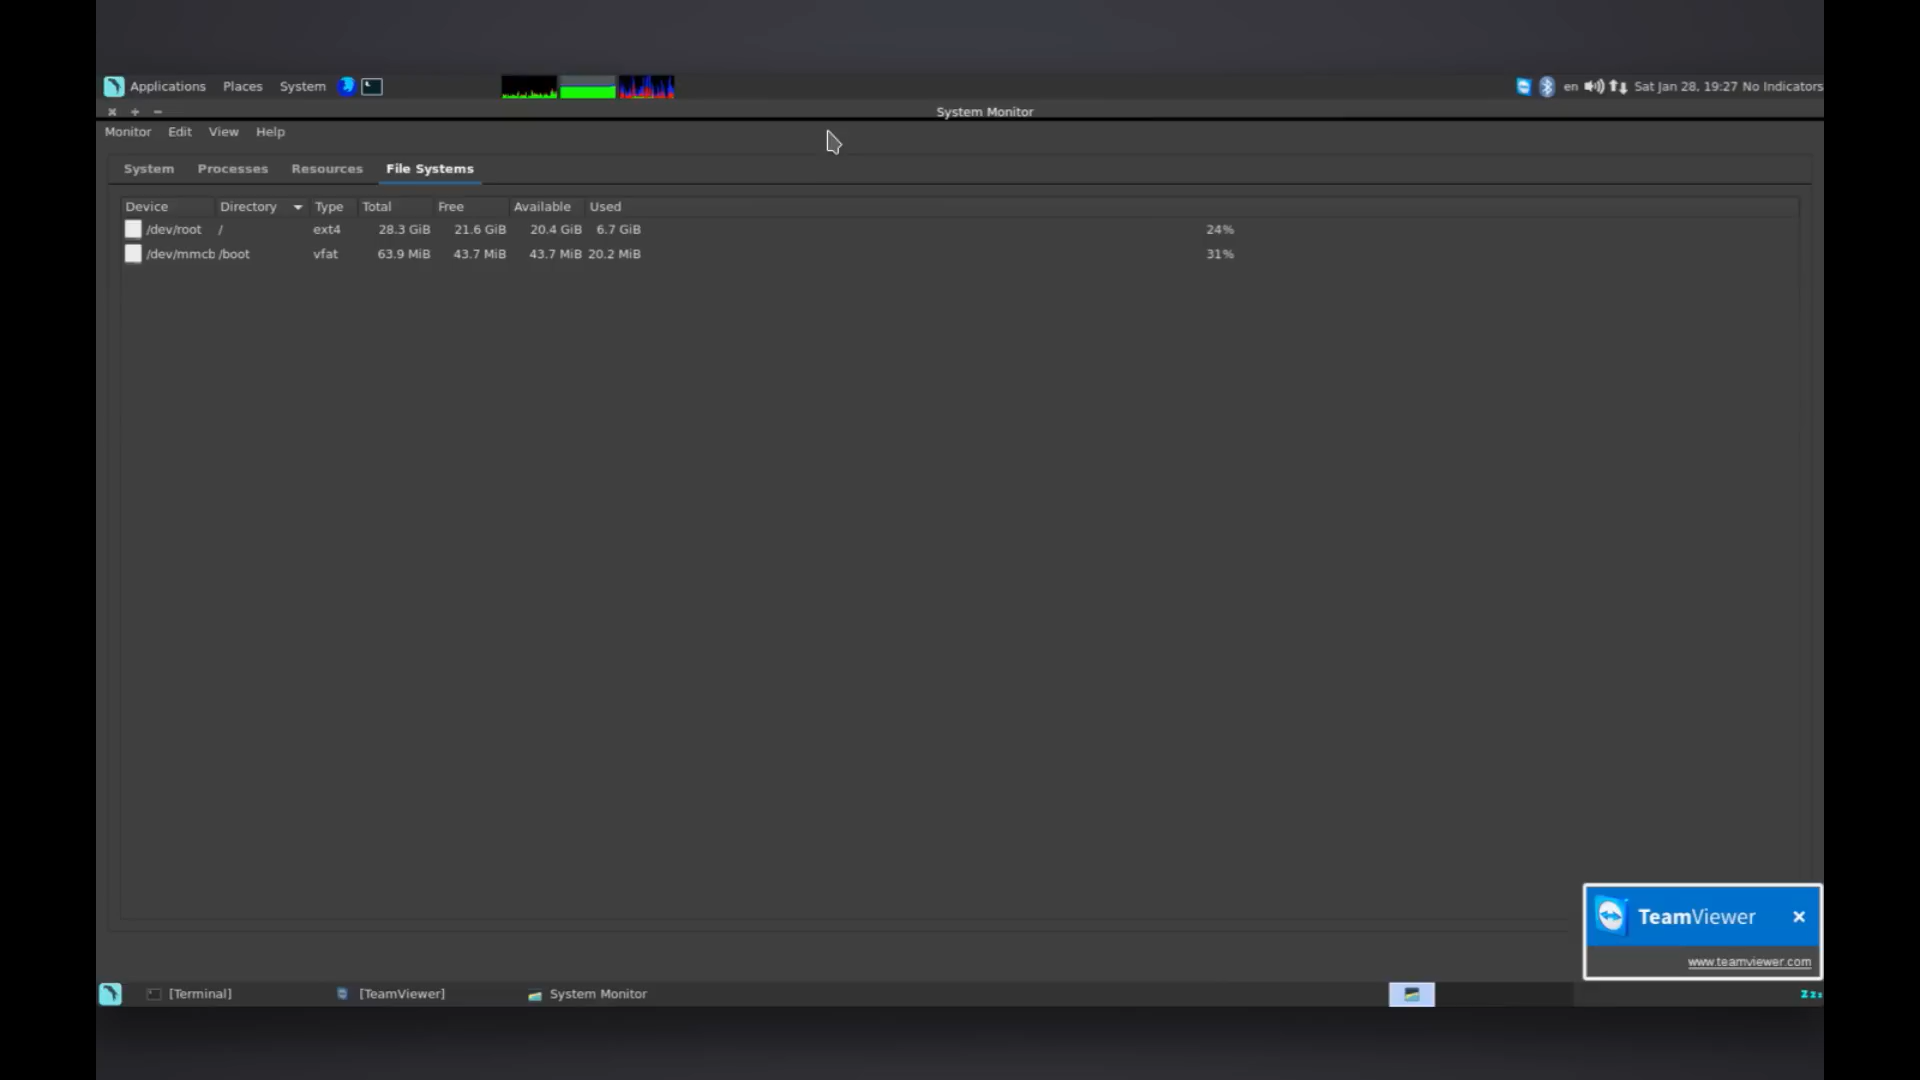 Applications Places System en Sat Jan 28, 19:27 No Indicators
System Monitor
Monitor Edit View Help
System Processes Resources File Systems
Device Directory Type Total Free Available Used
/dev/root / ext4 28.3 GiB 21.6 GiB 20.4 GiB 6.7 GiB 24%
/dev/mmcb /boot vfat 63.9 MiB 43.7 MiB 43.7 MiB 20.2 MiB 31%
TeamViewer
www.teamviewer.com
[Terminal] [TeamViewer] System Monitor